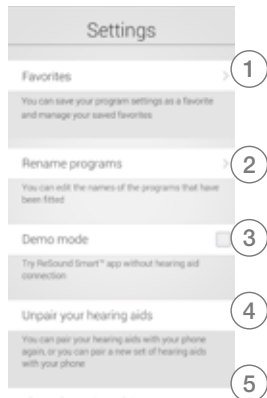 Settings
Favorites
1
You can save your program settings as a favorite
and manage your saved favorites
Rename programs
2
You can edit the names of the programs that have
been fitted
Demo mode
3
Try ReSound Smart™ app without hearing aid
connection
Unpair your hearing aids
4
You can pair your hearing aids with your phone
again, or you can pair a new set of hearing aids
with your phone
5